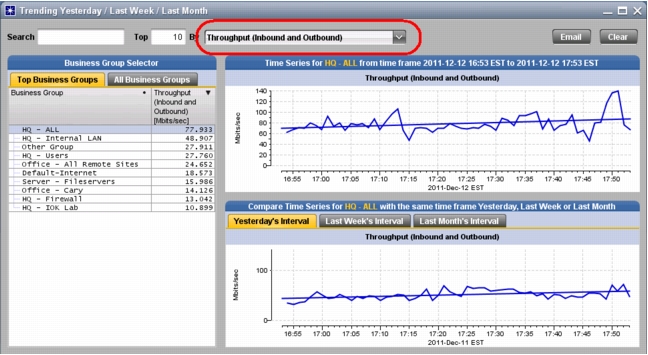 Trending Yesterday / Last Week / Last Month
Search Top 10 By Throughput (Inbound and Outbound) Email Clear
Business Group Selector
Top Business Groups All Business Groups
Business Group Throughput (Inbound and Outbound) [Mbits/sec]
HQ - ALL 77.933
HQ - Internal LAN 48.907
Other Group 27.911
HQ - Users 27.760
Office - All Remote Sites 24.652
Default-Internet 18.573
Server - Fileservers 15.986
Office - Cary 14.126
HQ - Firewall 13.042
HQ - IOK Lab 10.899
Time Series for HQ - ALL from time frame 2011-12-12 16:53 EST to 2011-12-12 17:53 EST
Throughput (Inbound and Outbound)
Mbits/sec
140
120
100
80
60
40
20
0
16:55 17:00 17:05 17:10 17:15 17:20 17:25 17:30 17:35 17:40 17:45 17:50
2011-Dec-12 EST
Compare Time Series for HQ - ALL with the same time frame Yesterday, Last Week or Last Month
Yesterday's Interval Last Week's Interval Last Month's Interval
Throughput (Inbound and Outbound)
Mbits/sec
100
0
16:55 17:00 17:05 17:10 17:15 17:20 17:25 17:30 17:35 17:40 17:45 17:50
2011-Dec-11 EST